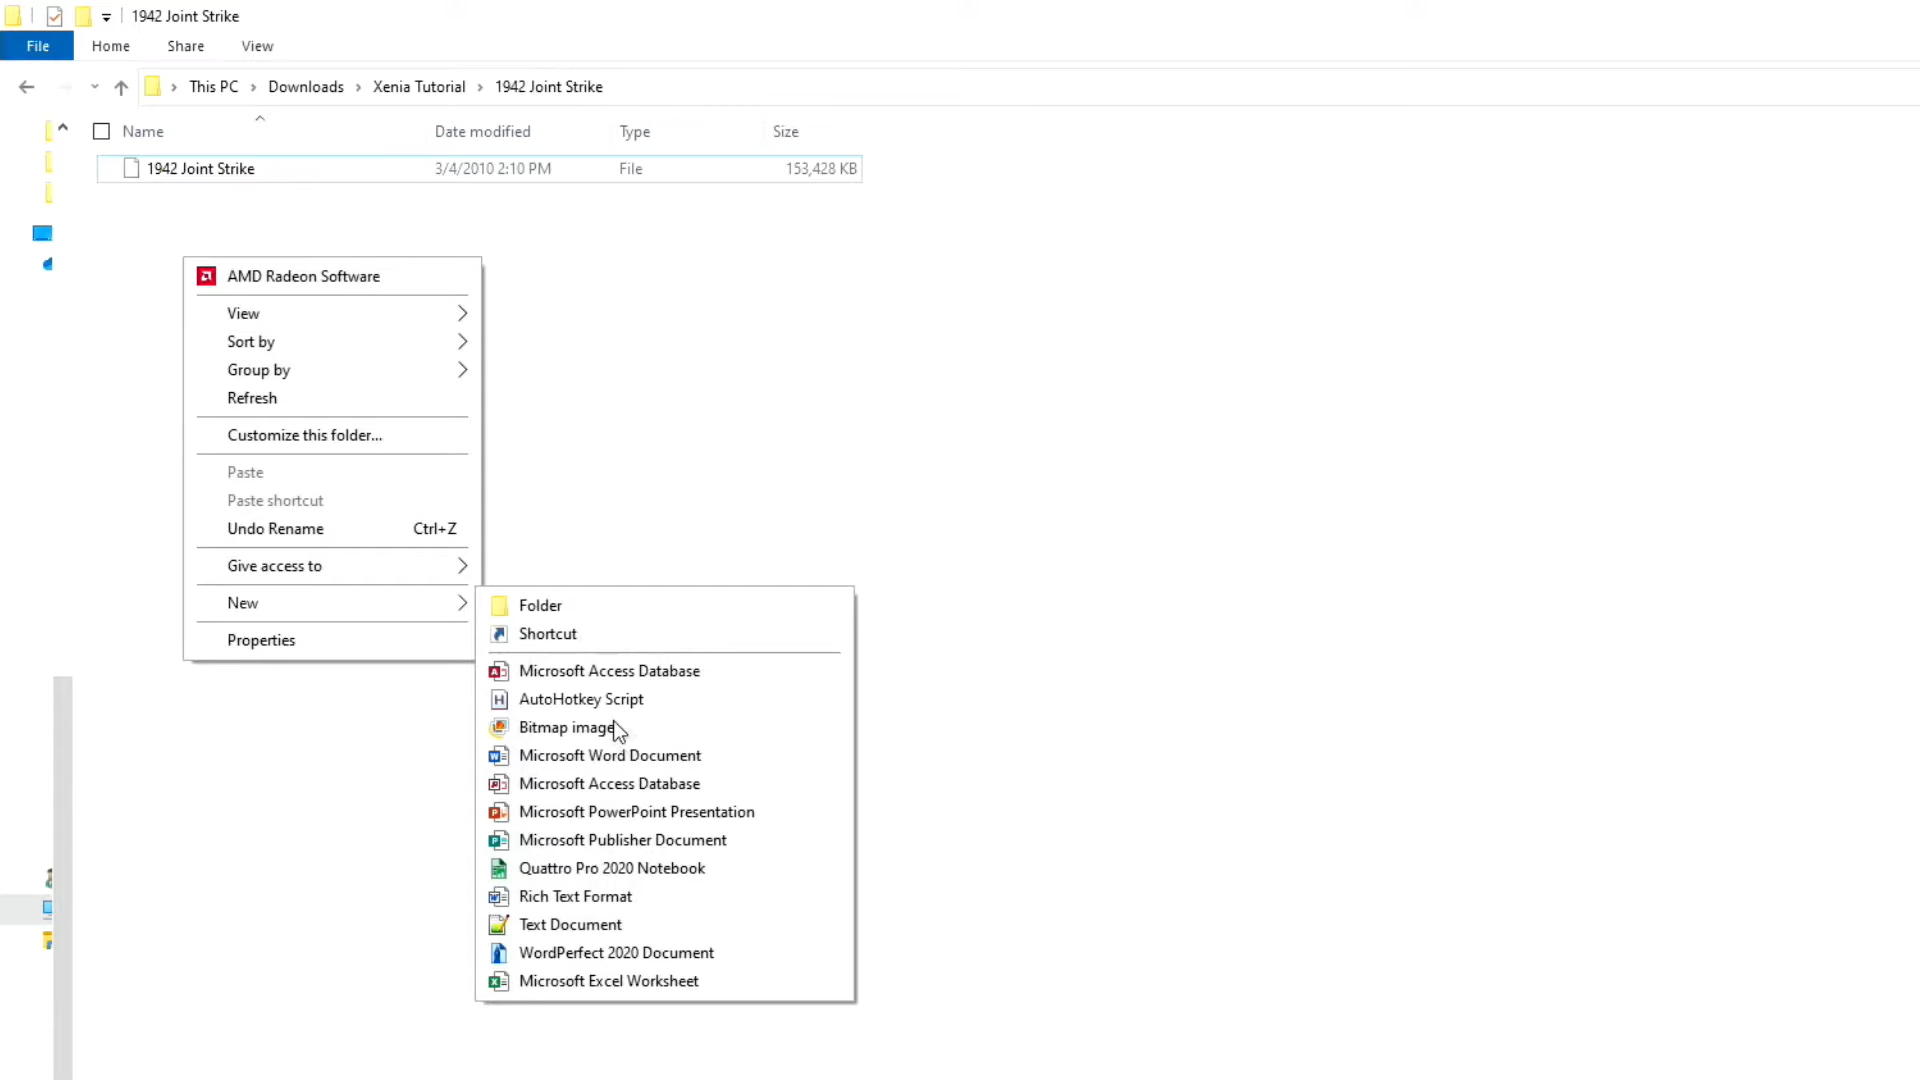 1942 Joint Strike
File Home Share View
This PC Downloads Xenia Tutorial 1942 Joint Strike
Name Date modified Type Size
1942 Joint Strike 3/4/2010 2:10 PM File 153,428 KB
AMD Radeon Software
View
Sort by
Group by
Refresh
Customize this folder...
Paste
Paste shortcut
Undo Rename Ctrl+Z
Give access to
New
Properties
Folder
Shortcut
Microsoft Access Database
AutoHotkey Script
Bitmap image
Microsoft Word Document
Microsoft Access Database
Microsoft PowerPoint Presentation
Microsoft Publisher Document
Quattro Pro 2020 Notebook
Rich Text Format
Text Document
WordPerfect 2020 Document
Microsoft Excel Worksheet